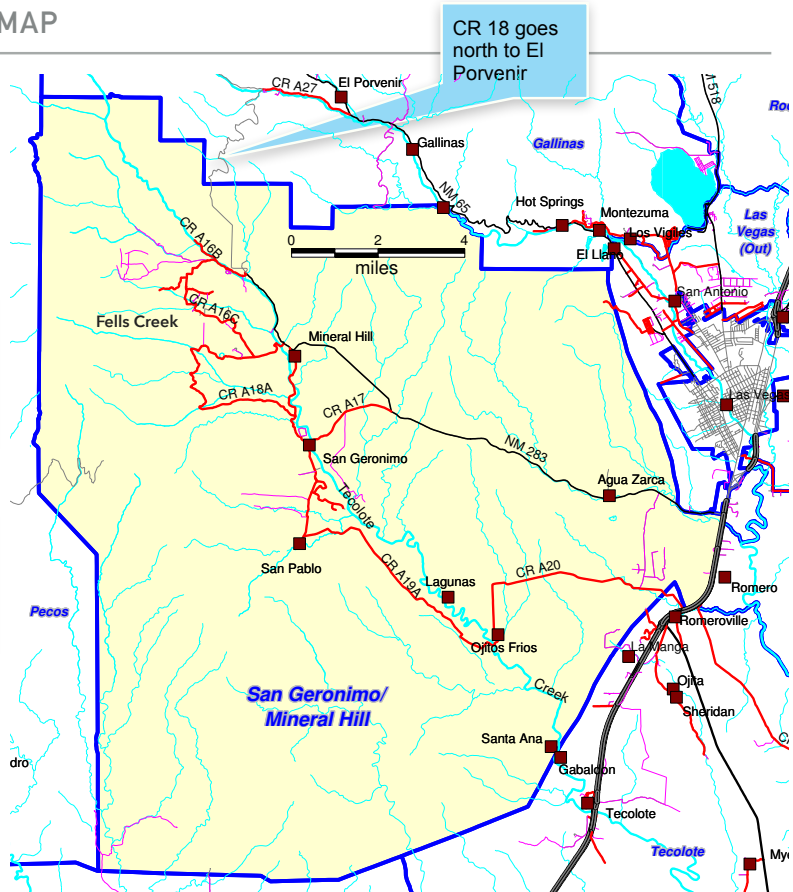 MAP
CR 18 goes
north to El
Porvenir
CR A27
El Porvenir
Gallinas
Gallinas
NM 65
Hot Springs
Montezuma
Los Vigiles
El Llano
518
Las
Vegas
(Out)
San Antonio
Las Vegas
0 2 4
miles
CR A16B
CR A16C
Fells Creek
Mineral Hill
CR A18A
CR A17
San Geronimo
NM 283
Agua Zarca
Tecolote
San Pablo
CR A19A
Lagunas
CR A20
Romero
Romeroville
Ojitos Frios
La Manga
Ojita
Sheridan
Pecos
San Geronimo/
Mineral Hill
Creek
Santa Ana
Gabaldon
dro
Tecolote
Tecolote